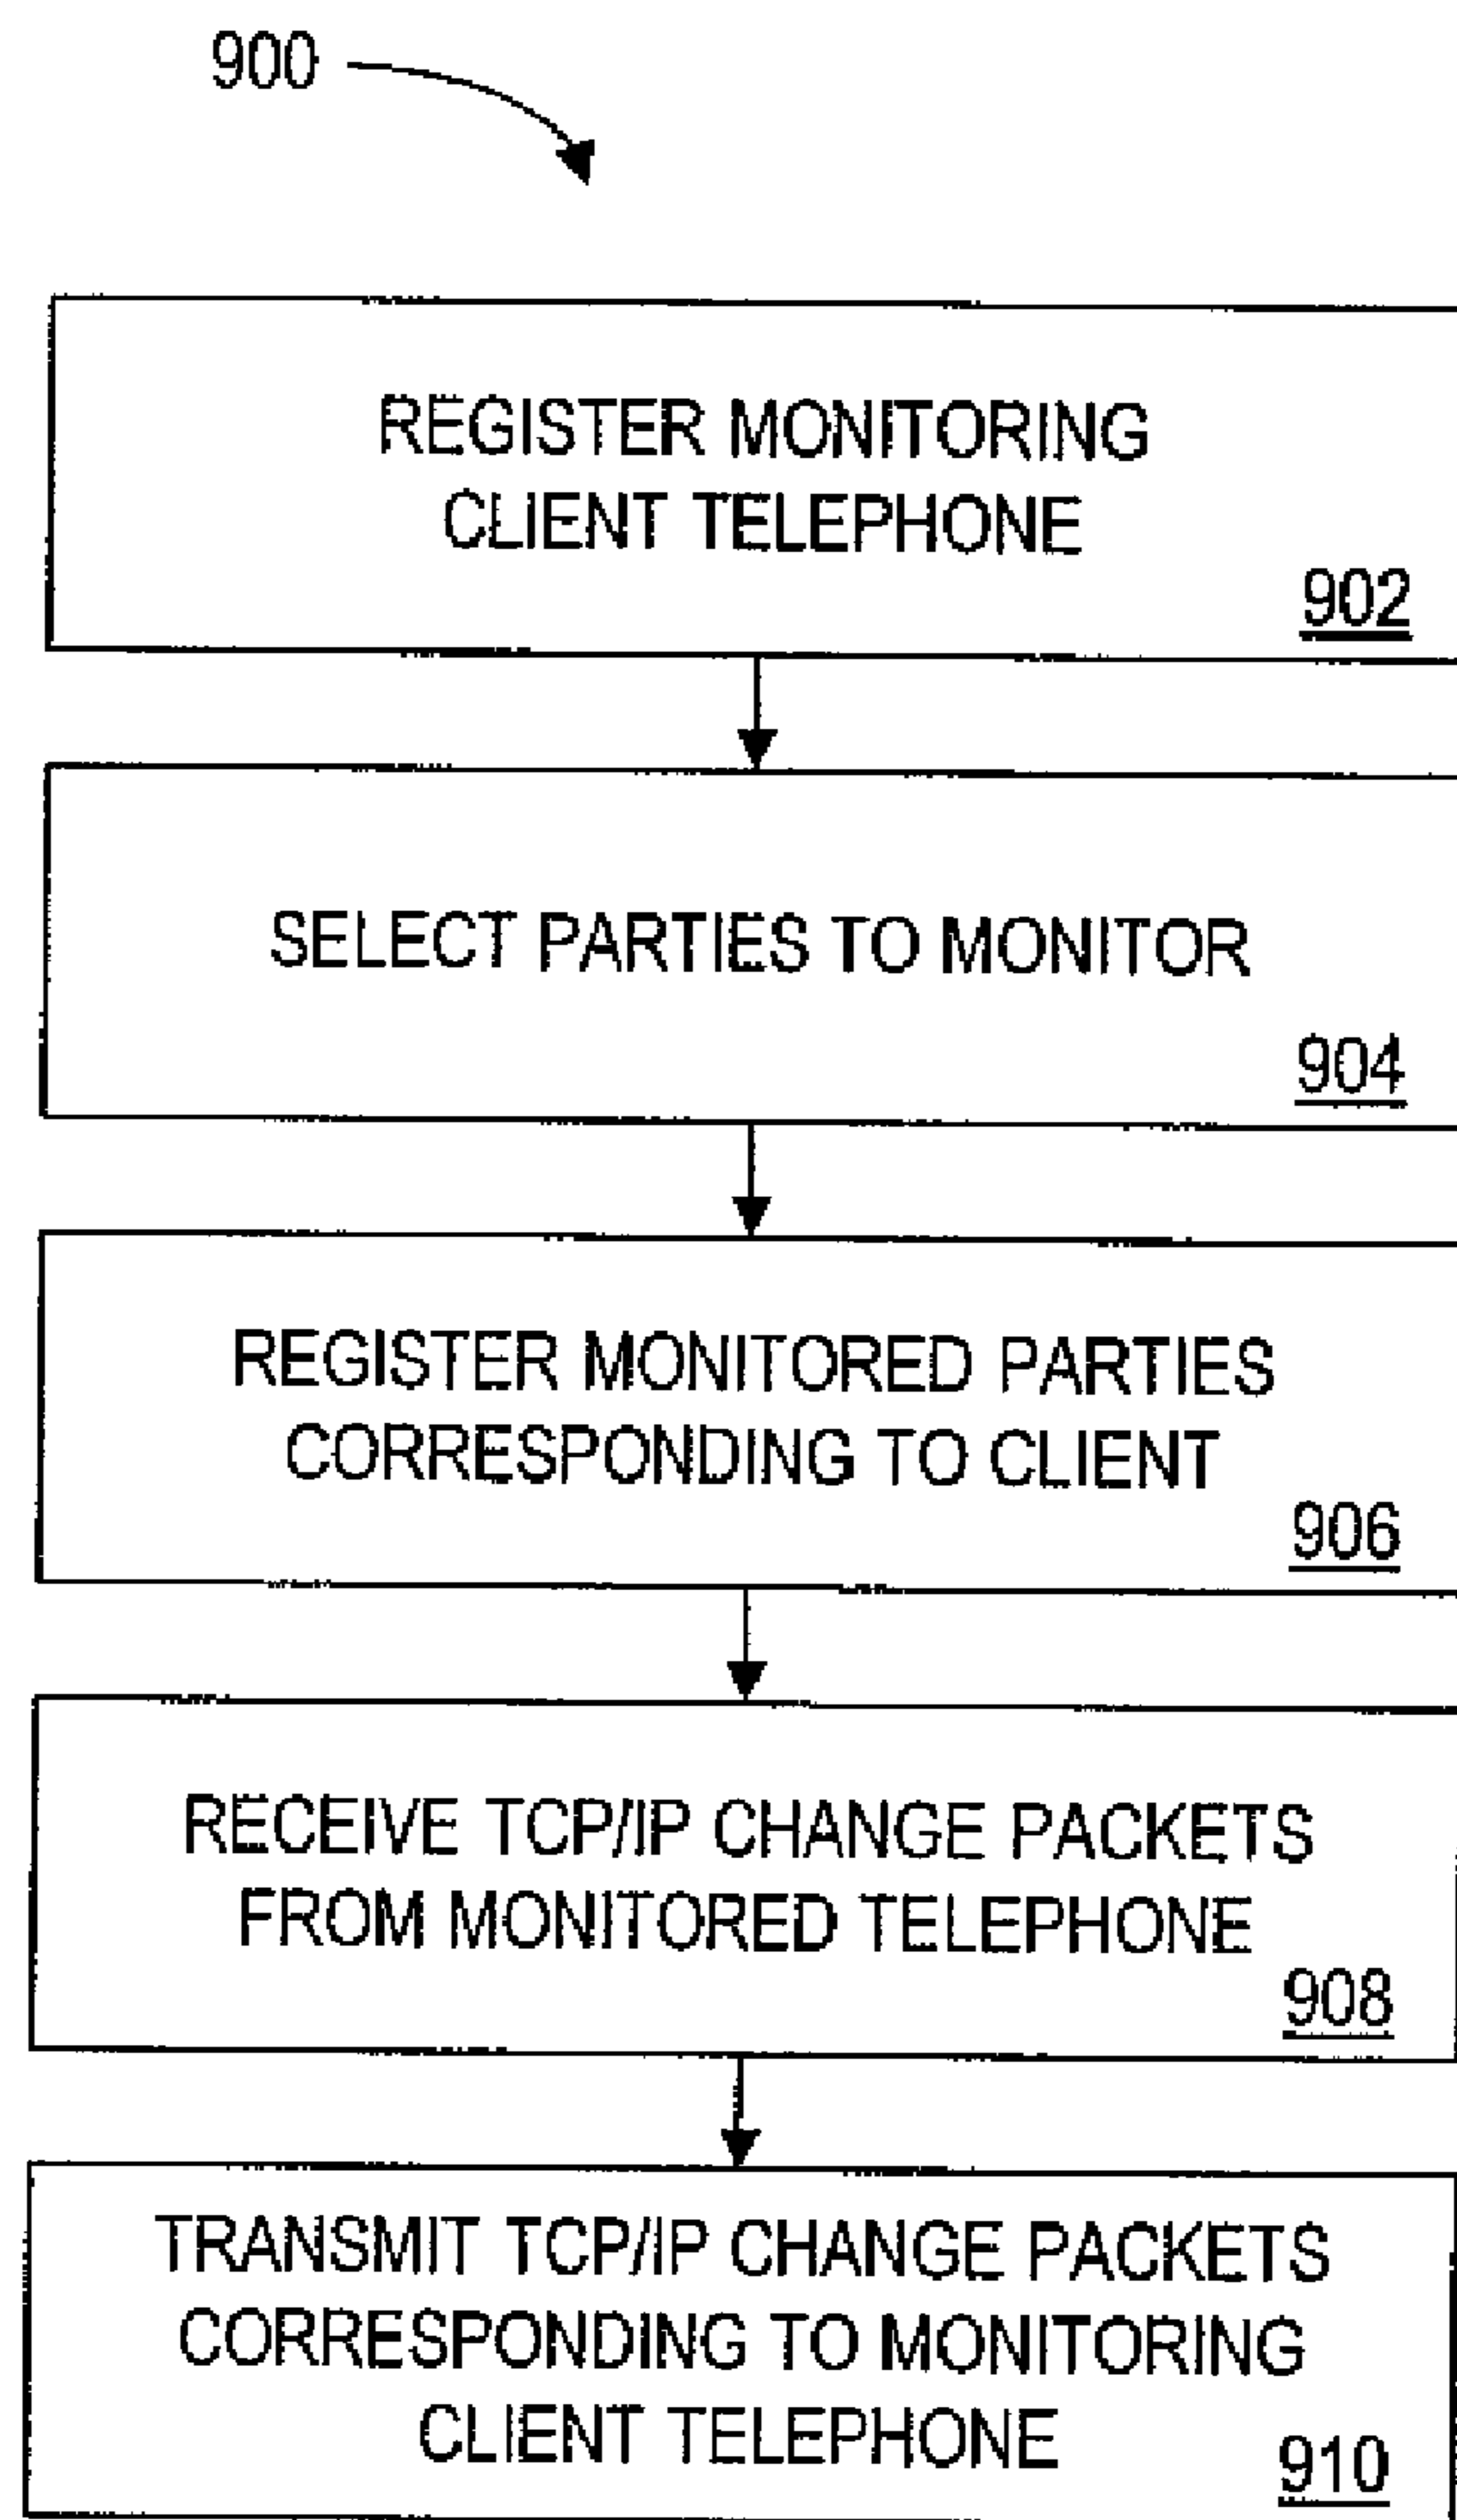 900
REGISTER MONITORING
CLIENT TELEPHONE
902
SELECT PARTIES TO MONITOR
904
REGISTER MONITORED PARTIES
CORRESPONDING TO CLIENT
906
RECEIVE TCP/IP CHANGE PACKETS
FROM MONITORED TELEPHONE
908
TRANSMIT TCP/IP CHANGE PACKETS
CORRESPONDING TO MONITORING
CLIENT TELEPHONE
910